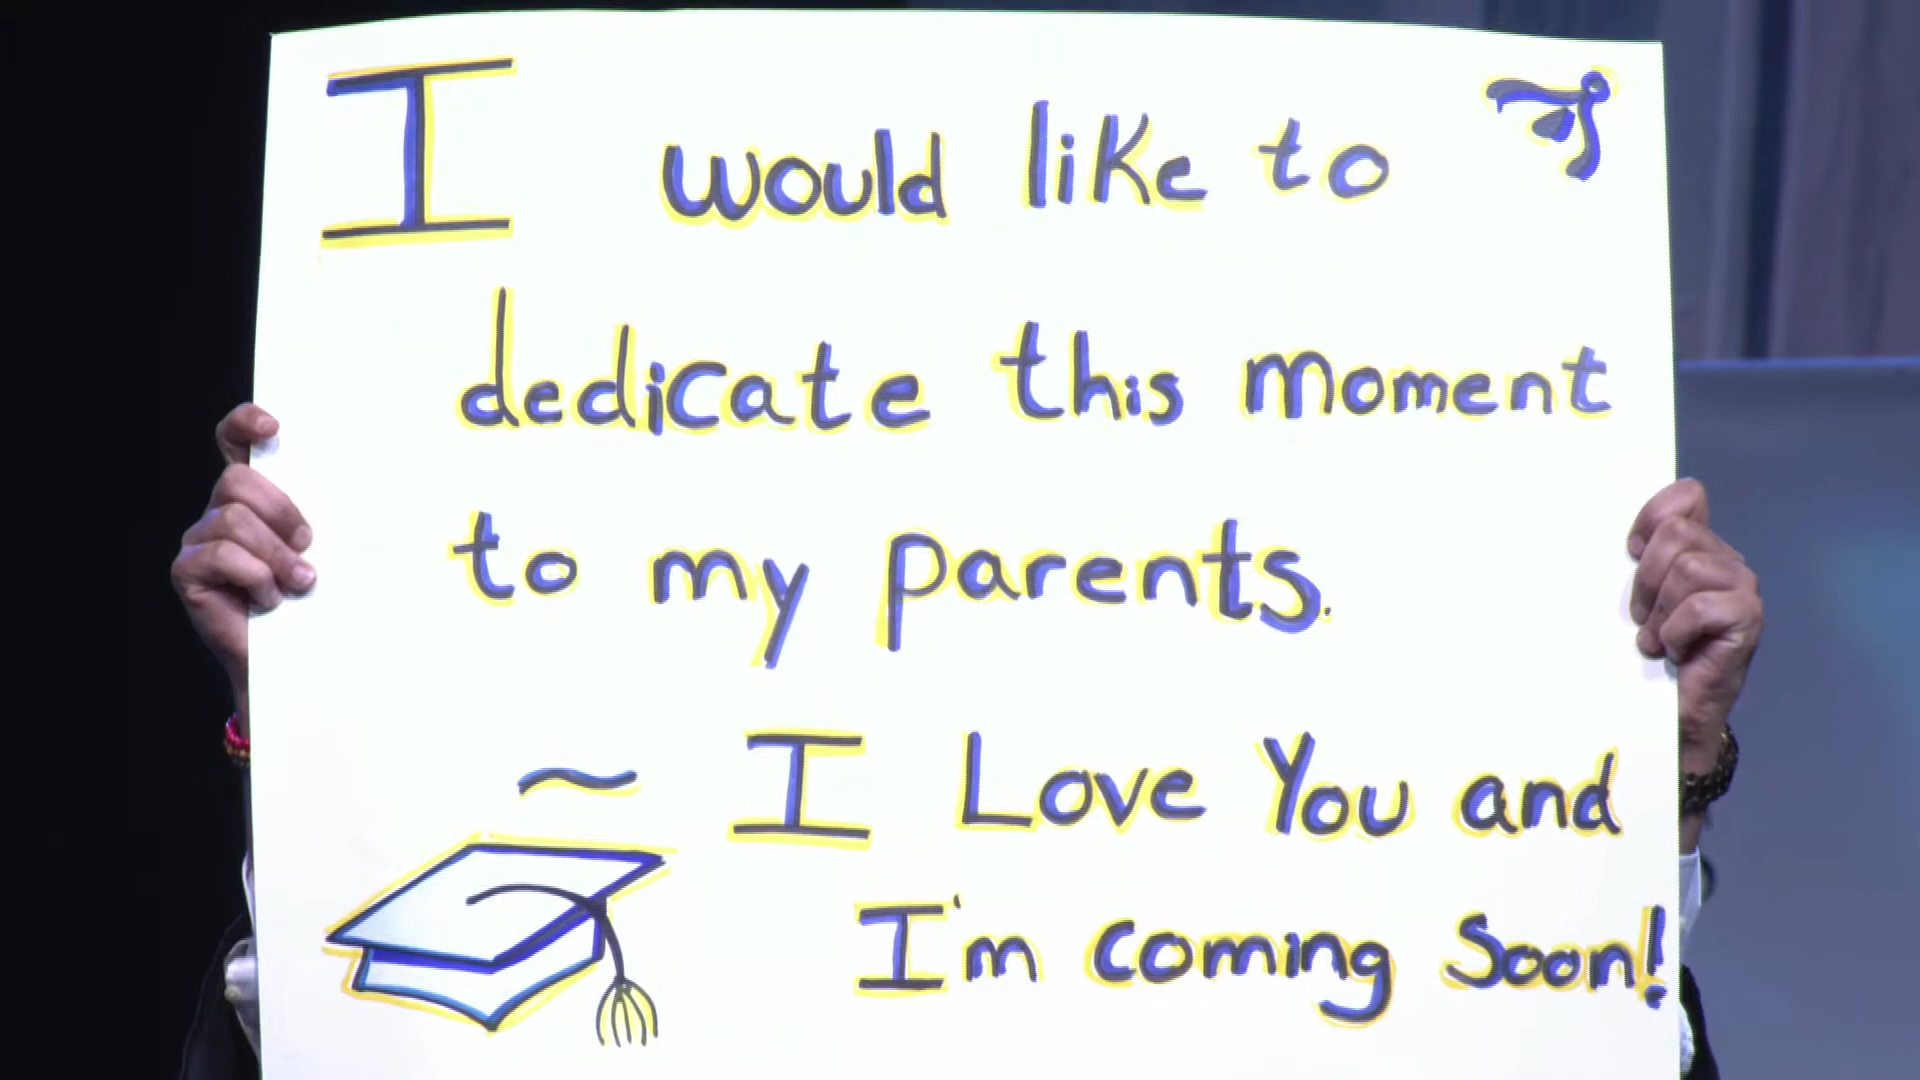 I would like to
dedicate this moment
to my parents.
~ I Love You and
I'm coming Soon!